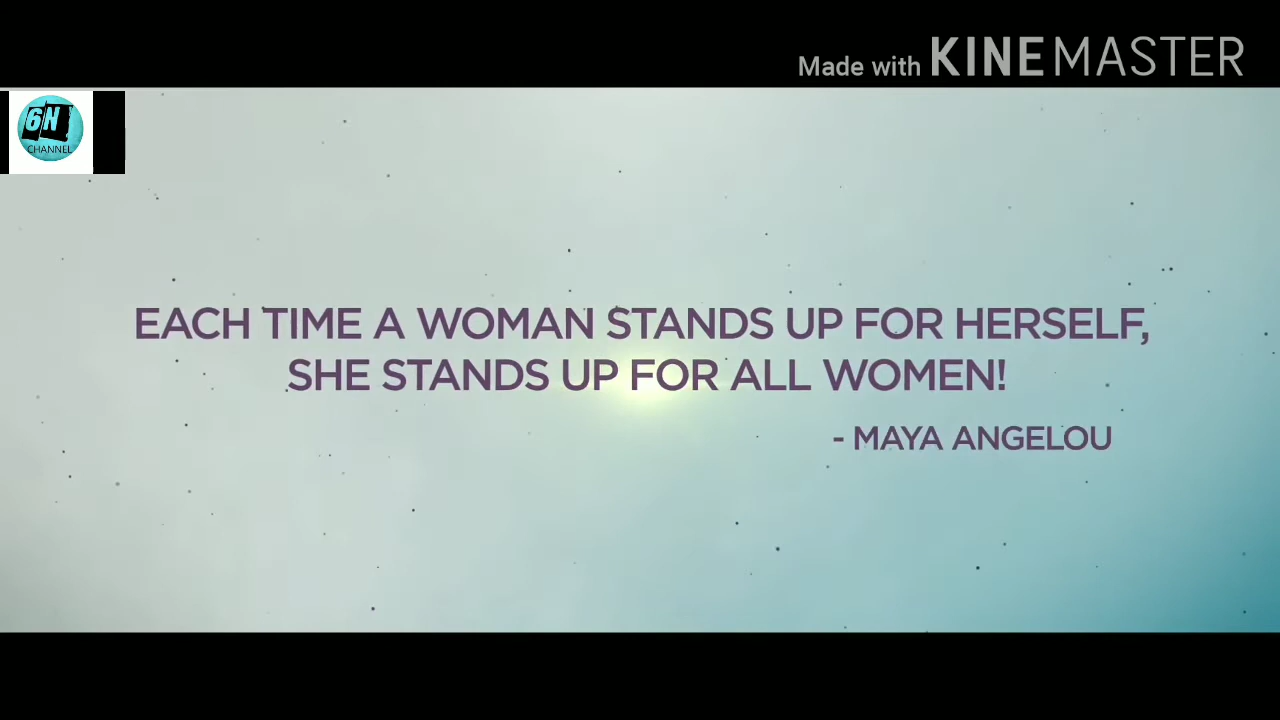 Made with KINEMASTER
6N
CHANNEL
EACH TIME A WOMAN STANDS UP FOR HERSELF,
SHE STANDS UP FOR ALL WOMEN!
- MAYA ANGELOU